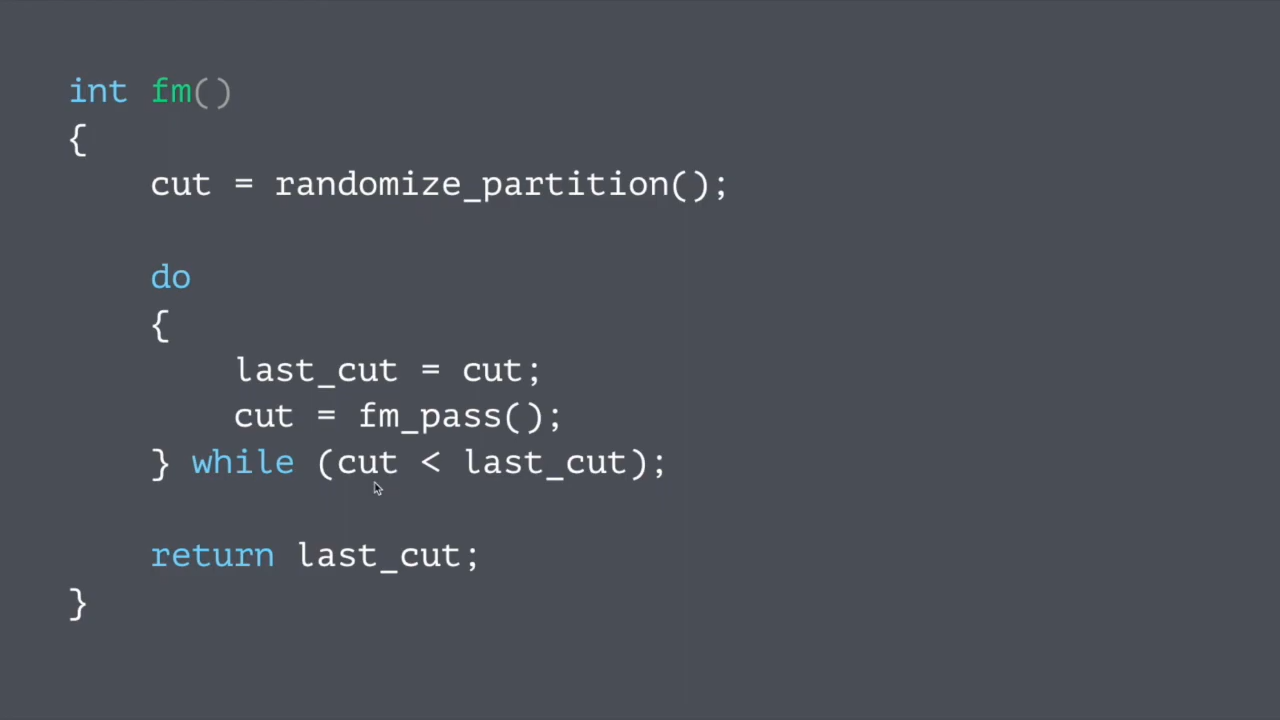 int fm()
{
    cut = randomize_partition();
    do
    {
        last_cut = cut;
        cut = fm_pass();
    } while (cut < last_cut);
    return last_cut;
}